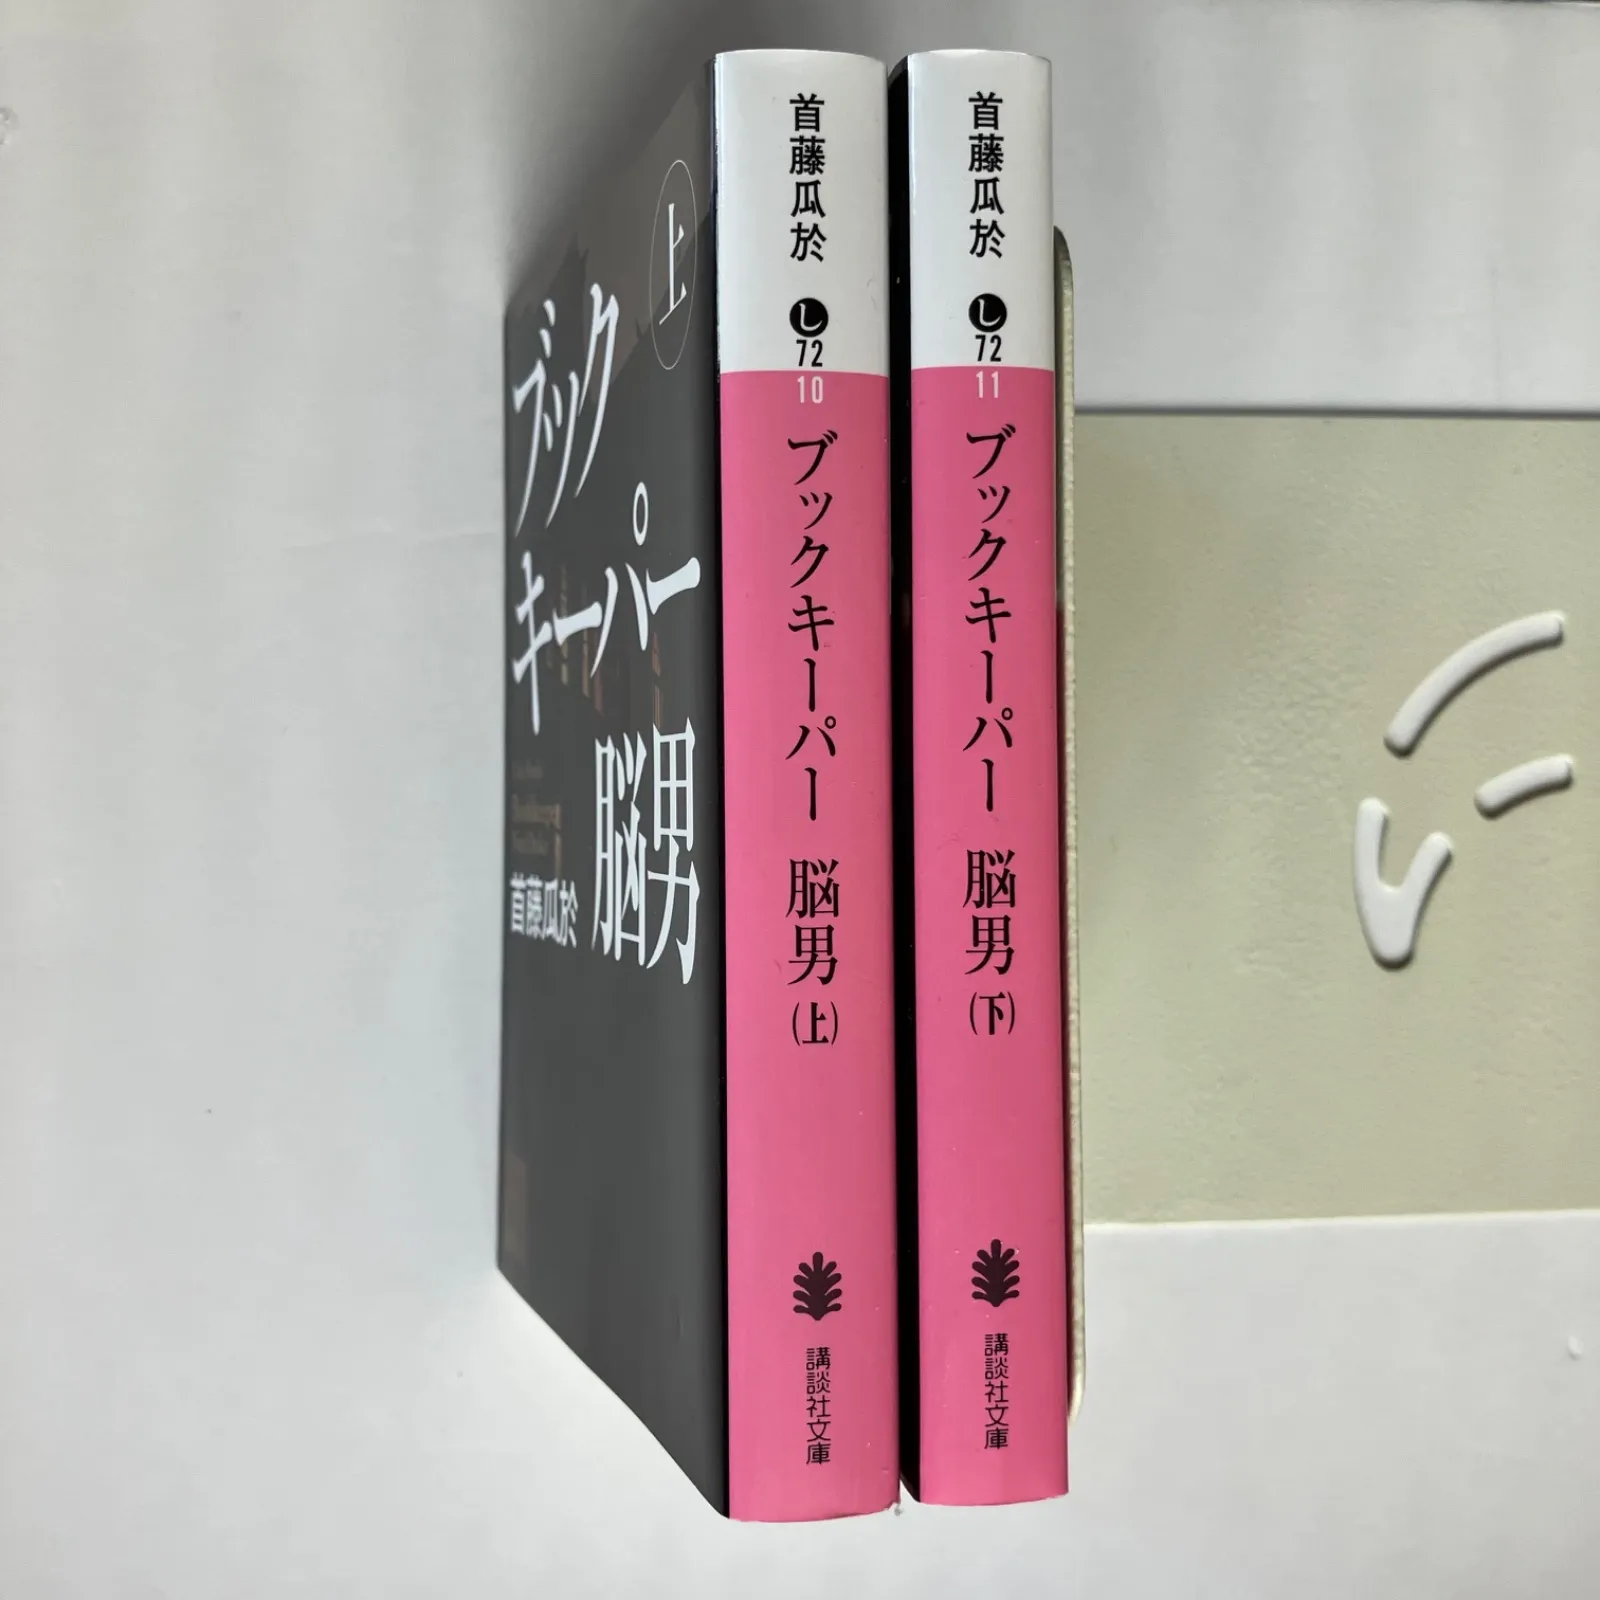 上
ブック
キーパー
脳男
首藤瓜於
首藤瓜於
し
72
10
ブックキーパー 脳男(上)
講談社文庫
首藤瓜於
し
72
11
ブックキーパー 脳男(下)
講談社文庫